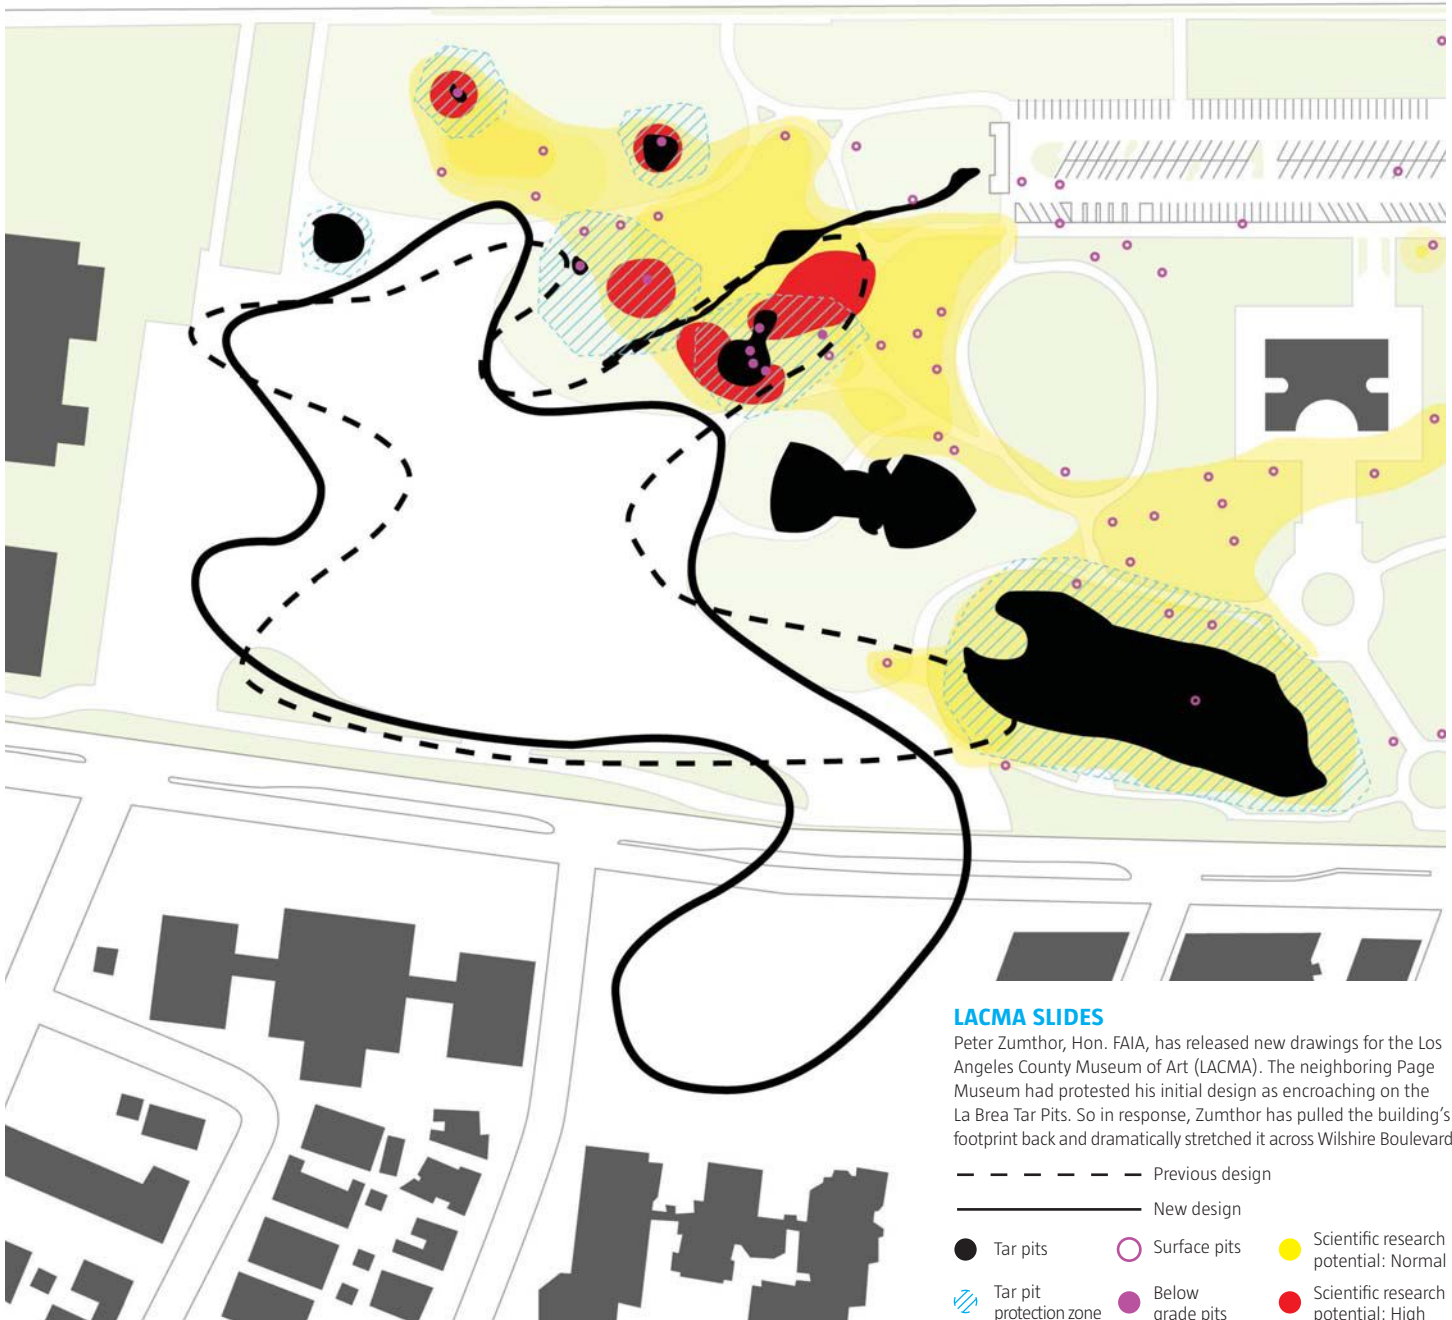 LACMA SLIDES
Peter Zumthor, Hon. FAIA, has released new drawings for the Los
Angeles County Museum of Art (LACMA). The neighboring Page
Museum had protested his initial design as encroaching on the
La Brea Tar Pits. So in response, Zumthor has pulled the building's
footprint back and dramatically stretched it across Wilshire Boulevard
Previous design
New design
Tar pits
Surface pits
Scientific research
potential: Normal
Tar pit
protection zone
Below
grade pits
Scientific research
potential: High